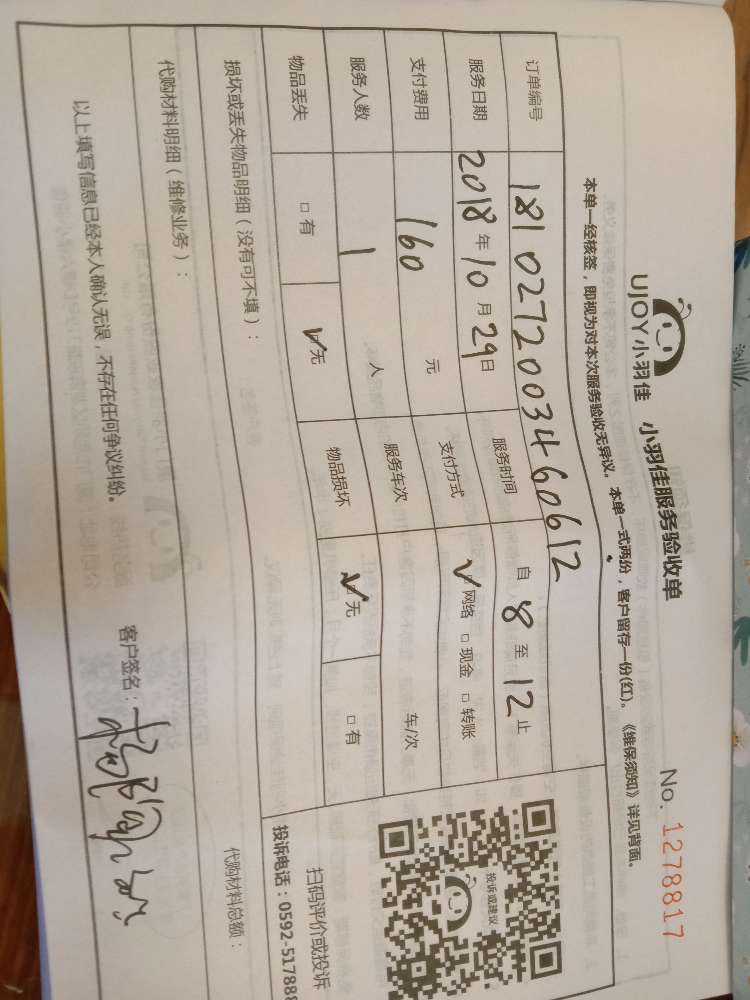 UJOY小羽佳 小羽佳服务验收单 No. 1278817
本单一经核签，即视为对本次服务验收无异议。本单一式两份，客户留存一份(红)。《维保须知》详见背面。
订单编号 18102720003460612
服务日期 2018年10月29日 服务时间 自8至12止
支付费用 160元 支付方式 ✓网络 □现金 □转账
服务人数 1人 服务车次 车/次
物品丢失 □有 ✓无 物品损坏 ✓无 □有
投诉或建议
扫码评价或投诉
投诉电话：0592-517888
损坏或丢失物品明细（没有可不填）：
代购材料明细（维修业务）： 代购材料总额：
以上填写信息已经本人确认无误，不存在任何争议纠纷。 客户签名：